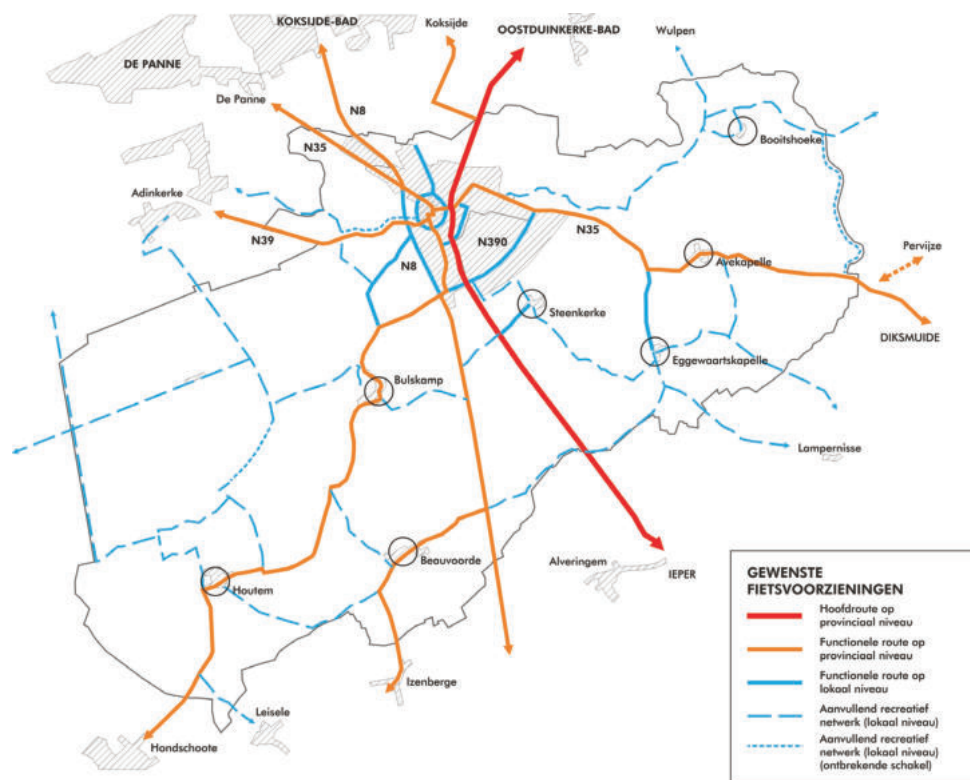 KOKSIJDE-BAD
Koksijde
OOSTDUINKERKE-BAD
Wulpen
DE PANNE
De Panne
N8
N35
Booitshoeke
Adinkerke
N39
N8
N390
N35
Avekapelle
Pervijze
Steenkerke
DIKSMUIDE
Eggewaartskapelle
Bulskamp
Lampernisse
Beauvoorde
Alveringem
IEPER
Houtem
Izenberge
Leisele
Hondschoote
GEWENSTE
FIETSVOORZIENINGEN
Hoofdroute op
provinciaal niveau
Functionele route op
provinciaal niveau
Functionele route op
lokaal niveau
Aanvullend recreatief
netwerk (lokaal niveau)
Aanvullend recreatief
netwerk (lokaal niveau)
(ontbrekende schakel)